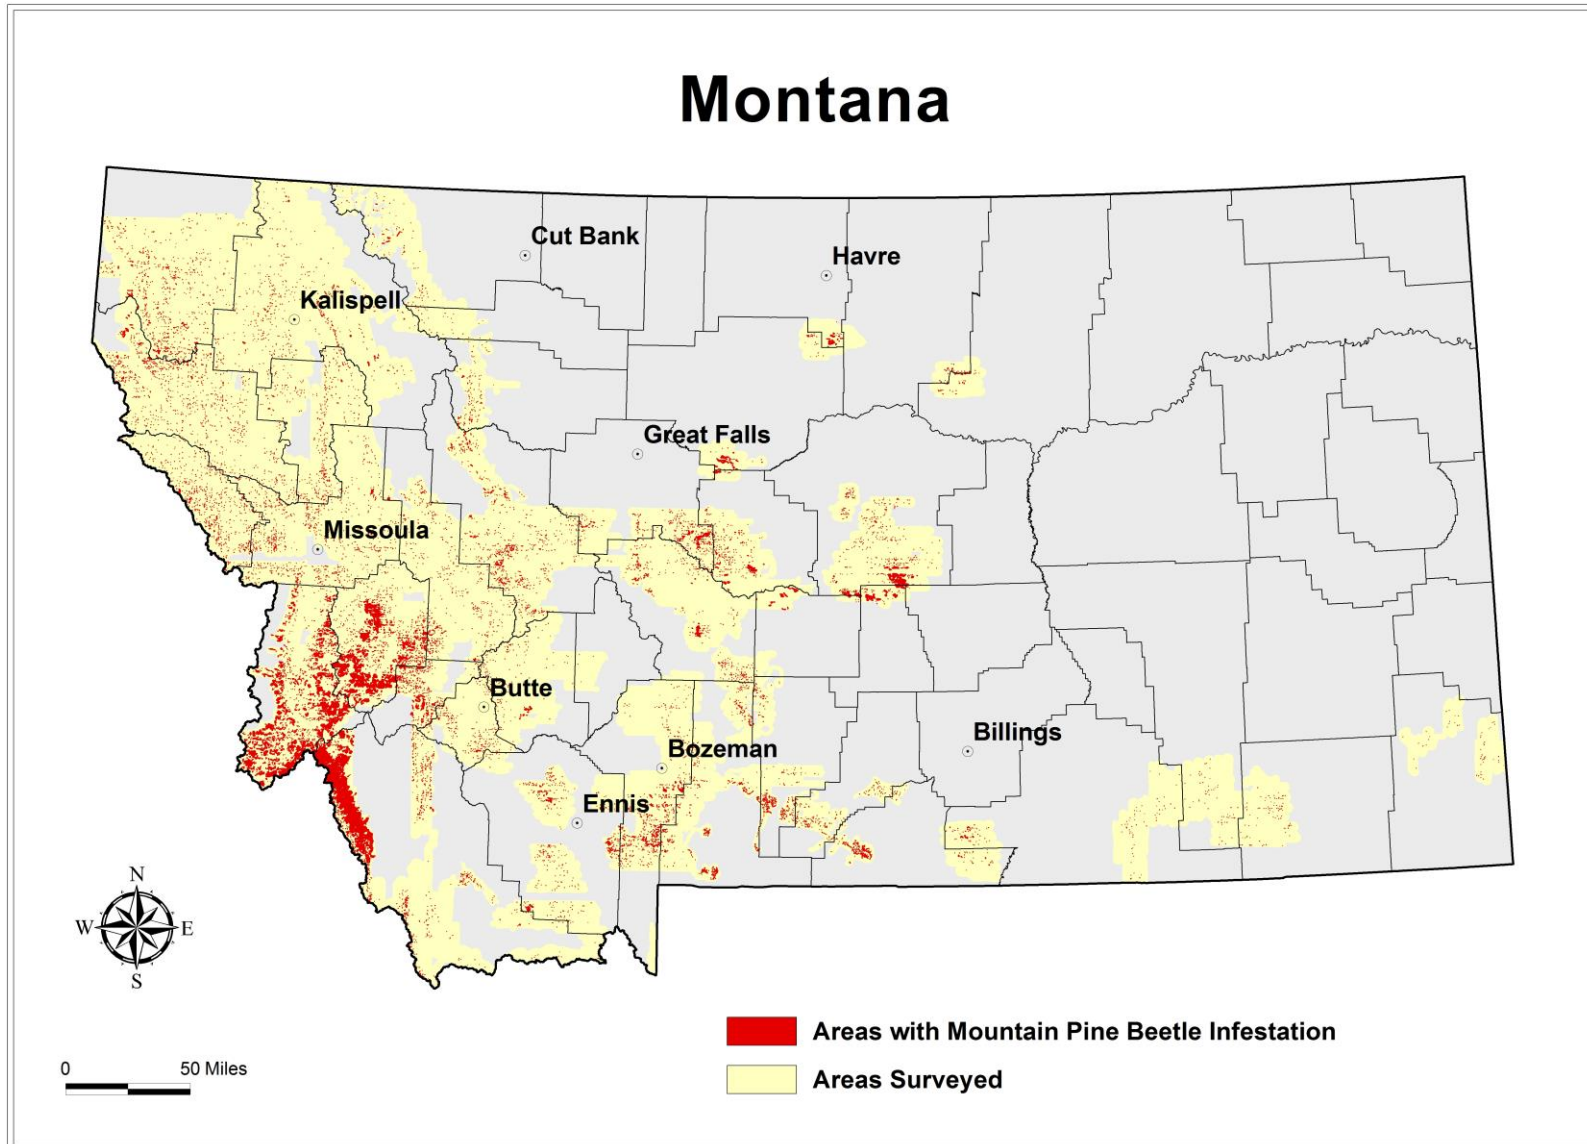 Montana
Cut Bank
Havre
Kalispell
Great Falls
Missoula
Butte
Billings
Bozeman
Ennis
N
W E
S
Areas with Mountain Pine Beetle Infestation
0 50 Miles
Areas Surveyed